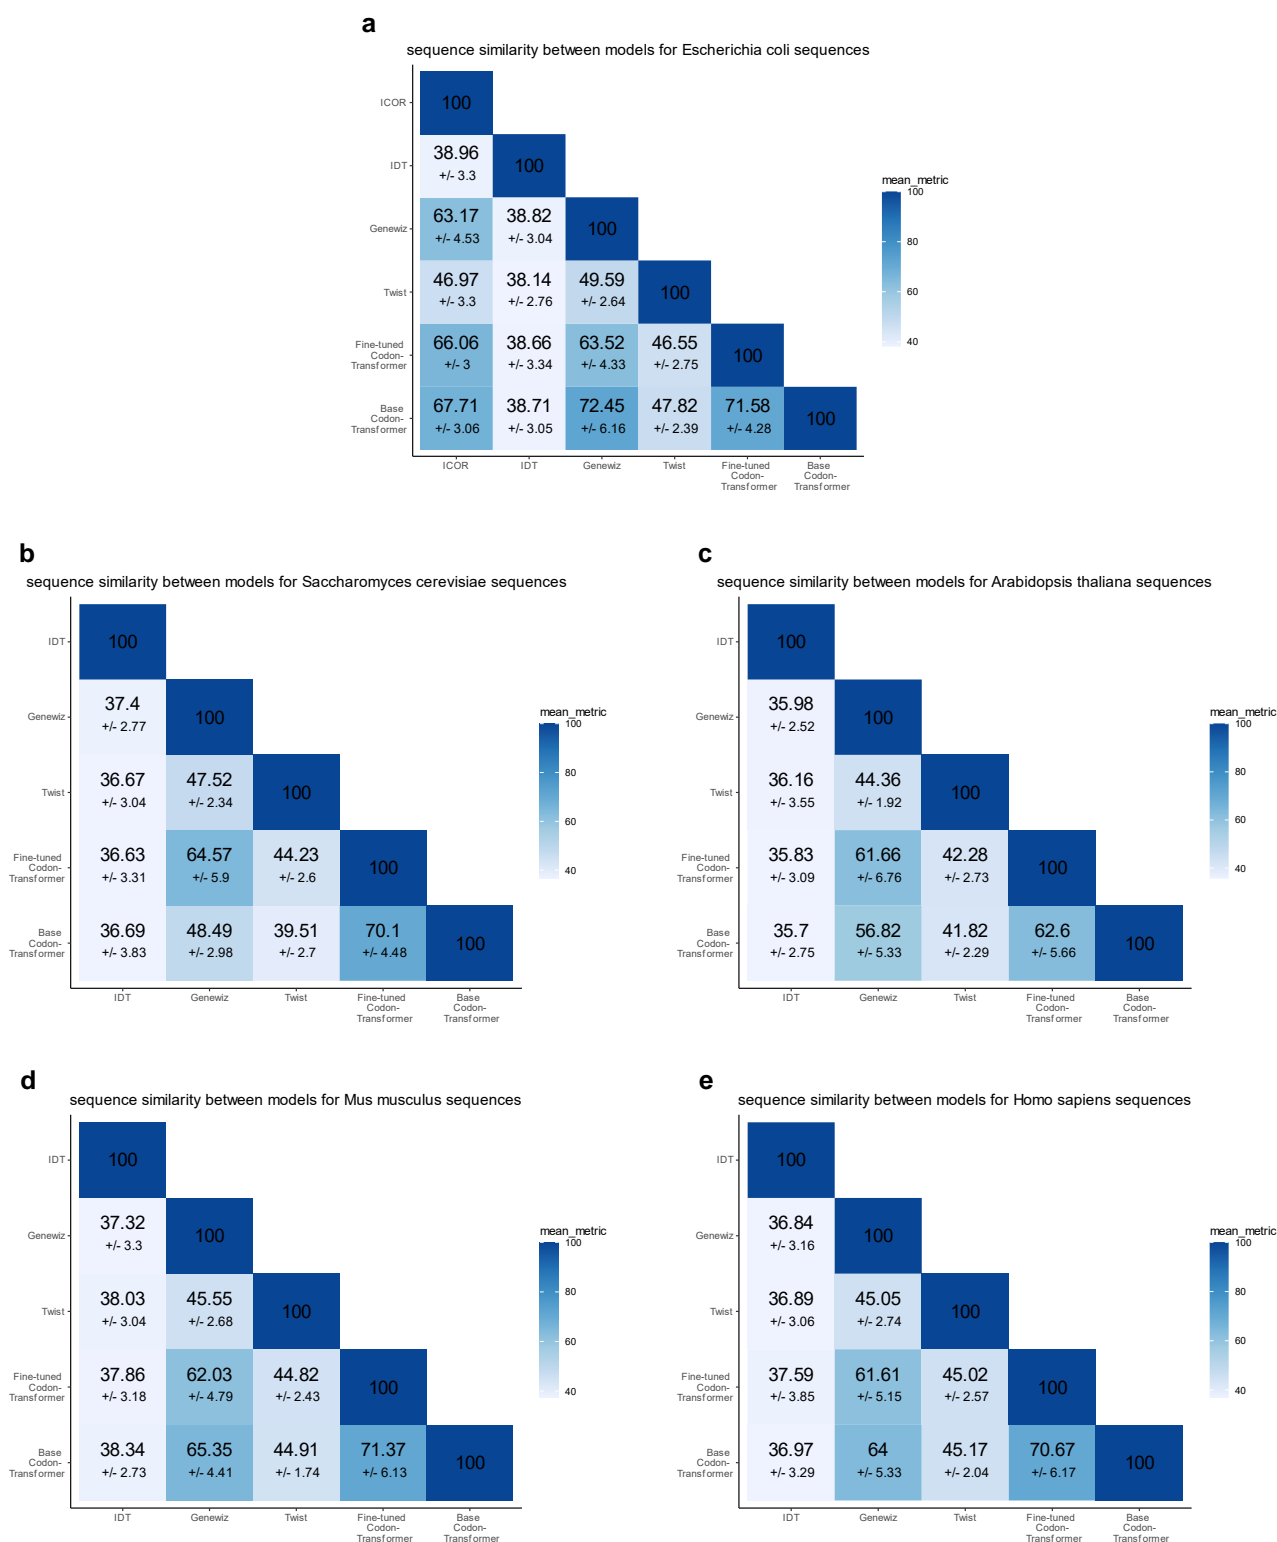 a
sequence similarity between models for Escherichia coli sequences
ICOR
100
IDT
38.96
+/- 3.3
100
Genewiz
63.17
+/- 4.53
38.82
+/- 3.04
100
Twist
46.97
+/- 3.3
38.14
+/- 2.76
49.59
+/- 2.64
100
Fine-tuned
Codon-
Transformer
66.06
+/- 3
38.66
+/- 3.34
63.52
+/- 4.33
46.55
+/- 2.75
100
Base
Codon-
Transformer
67.71
+/- 3.06
38.71
+/- 3.05
72.45
+/- 6.16
47.82
+/- 2.39
71.58
+/- 4.28
100
ICOR
IDT
Genewiz
Twist
Fine-tuned
Codon-
Transformer
Base
Codon-
Transformer
mean_metric
100
80
60
40
b
sequence similarity between models for Saccharomyces cerevisiae sequences
IDT
100
Genewiz
37.4
+/- 2.77
100
Twist
36.67
+/- 3.04
47.52
+/- 2.34
100
Fine-tuned
Codon-
Transformer
36.63
+/- 3.31
64.57
+/- 5.9
44.23
+/- 2.6
100
Base
Codon-
Transformer
36.69
+/- 3.83
48.49
+/- 2.98
39.51
+/- 2.7
70.1
+/- 4.48
100
IDT
Genewiz
Twist
Fine-tuned
Codon-
Transformer
Base
Codon-
Transformer
mean_metric
100
80
60
40
c
sequence similarity between models for Arabidopsis thaliana sequences
IDT
100
Genewiz
35.98
+/- 2.52
100
Twist
36.16
+/- 3.55
44.36
+/- 1.92
100
Fine-tuned
Codon-
Transformer
35.83
+/- 3.09
61.66
+/- 6.76
42.28
+/- 2.73
100
Base
Codon-
Transformer
35.7
+/- 2.75
56.82
+/- 5.33
41.82
+/- 2.29
62.6
+/- 5.66
100
IDT
Genewiz
Twist
Fine-tuned
Codon-
Transformer
Base
Codon-
Transformer
mean_metric
100
80
60
40
d
sequence similarity between models for Mus musculus sequences
IDT
100
Genewiz
37.32
+/- 3.3
100
Twist
38.03
+/- 3.04
45.55
+/- 2.68
100
Fine-tuned
Codon-
Transformer
37.86
+/- 3.18
62.03
+/- 4.79
44.82
+/- 2.43
100
Base
Codon-
Transformer
38.34
+/- 2.73
65.35
+/- 4.41
44.91
+/- 1.74
71.37
+/- 6.13
100
IDT
Genewiz
Twist
Fine-tuned
Codon-
Transformer
Base
Codon-
Transformer
mean_metric
100
80
60
40
e
sequence similarity between models for Homo sapiens sequences
IDT
100
Genewiz
36.84
+/- 3.16
100
Twist
36.89
+/- 3.06
45.05
+/- 2.74
100
Fine-tuned
Codon-
Transformer
37.59
+/- 3.85
61.61
+/- 5.15
45.02
+/- 2.57
100
Base
Codon-
Transformer
36.97
+/- 3.29
64
+/- 5.33
45.17
+/- 2.04
70.67
+/- 6.17
100
IDT
Genewiz
Twist
Fine-tuned
Codon-
Transformer
Base
Codon-
Transformer
mean_metric
100
80
60
40